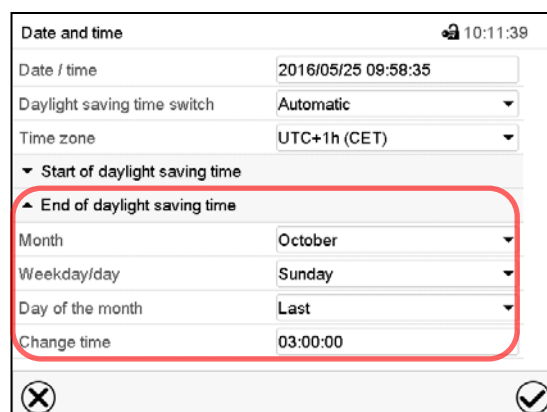 Date and time 10:11:39
Date / time 2016/05/25 09:58:35
Daylight saving time switch Automatic
Time zone UTC+1h (CET)
Start of daylight saving time
End of daylight saving time
Month October
Weekday/day Sunday
Day of the month Last
Change time 03:00:00